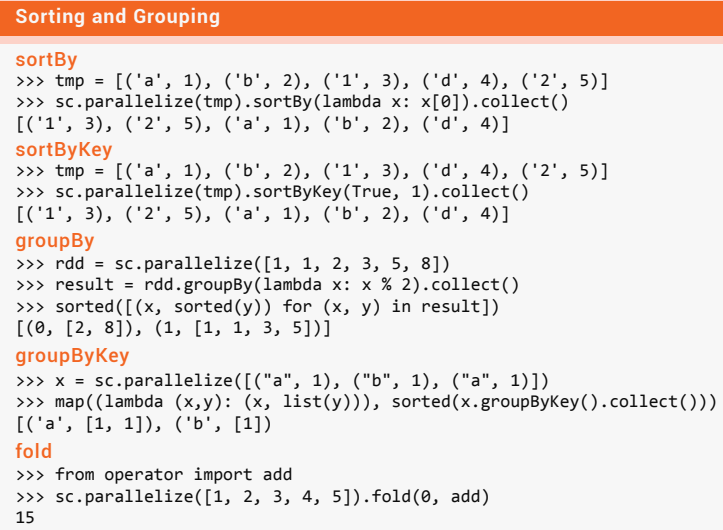 Sorting and Grouping
sortBy
>>> tmp = [('a', 1), ('b', 2), ('1', 3), ('d', 4), ('2', 5)]
>>> sc.parallelize(tmp).sortBy(lambda x: x[0]).collect()
[('1', 3), ('2', 5), ('a', 1), ('b', 2), ('d', 4)]
sortByKey
>>> tmp = [('a', 1), ('b', 2), ('1', 3), ('d', 4), ('2', 5)]
>>> sc.parallelize(tmp).sortByKey(True, 1).collect()
[('1', 3), ('2', 5), ('a', 1), ('b', 2), ('d', 4)]
groupBy
>>> rdd = sc.parallelize([1, 1, 2, 3, 5, 8])
>>> result = rdd.groupBy(lambda x: x % 2).collect()
>>> sorted([(x, sorted(y)) for (x, y) in result])
[(0, [2, 8]), (1, [1, 1, 3, 5])]
groupByKey
>>> x = sc.parallelize([("a", 1), ("b", 1), ("a", 1)])
>>> map((lambda (x,y): (x, list(y))), sorted(x.groupByKey().collect()))
[('a', [1, 1]), ('b', [1])
fold
>>> from operator import add
>>> sc.parallelize([1, 2, 3, 4, 5]).fold(0, add)
15